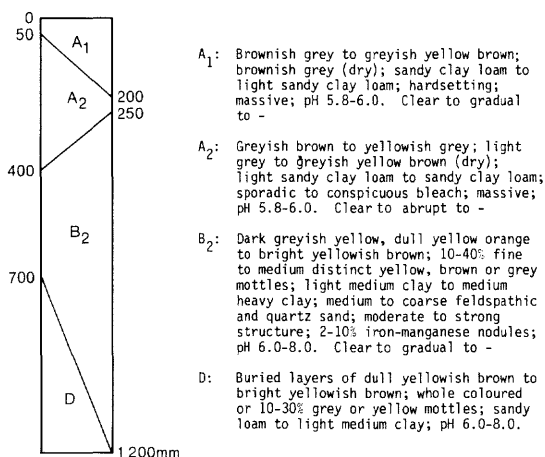 0
50
A1
A2
200
250
400
B2
700
D
1 200mm
A1: Brownish grey to greyish yellow brown;
brownish grey (dry); sandy clay loam to
light sandy clay loam; hardsetting;
massive; pH 5.8-6.0. Clear to gradual
to -
A2: Greyish brown to yellowish grey; light
grey to greyish yellow brown (dry);
light sandy clay loam to sandy clay loam;
sporadic to conspicuous bleach; massive;
pH 5.8-6.0. Clear to abrupt to -
B2: Dark greyish yellow, dull yellow orange
to bright yellowish brown; 10-40% fine
to medium distinct yellow, brown or grey
mottles; light medium clay to medium
heavy clay; medium to coarse feldspathic
and quartz sand; moderate to strong
structure; 2-10% iron-manganese nodules;
pH 6.0-8.0. Clear to gradual to -
D: Buried layers of dull yellowish brown to
bright yellowish brown; whole coloured
or 10-30% grey or yellow mottles; sandy
loam to light medium clay; pH 6.0-8.0.